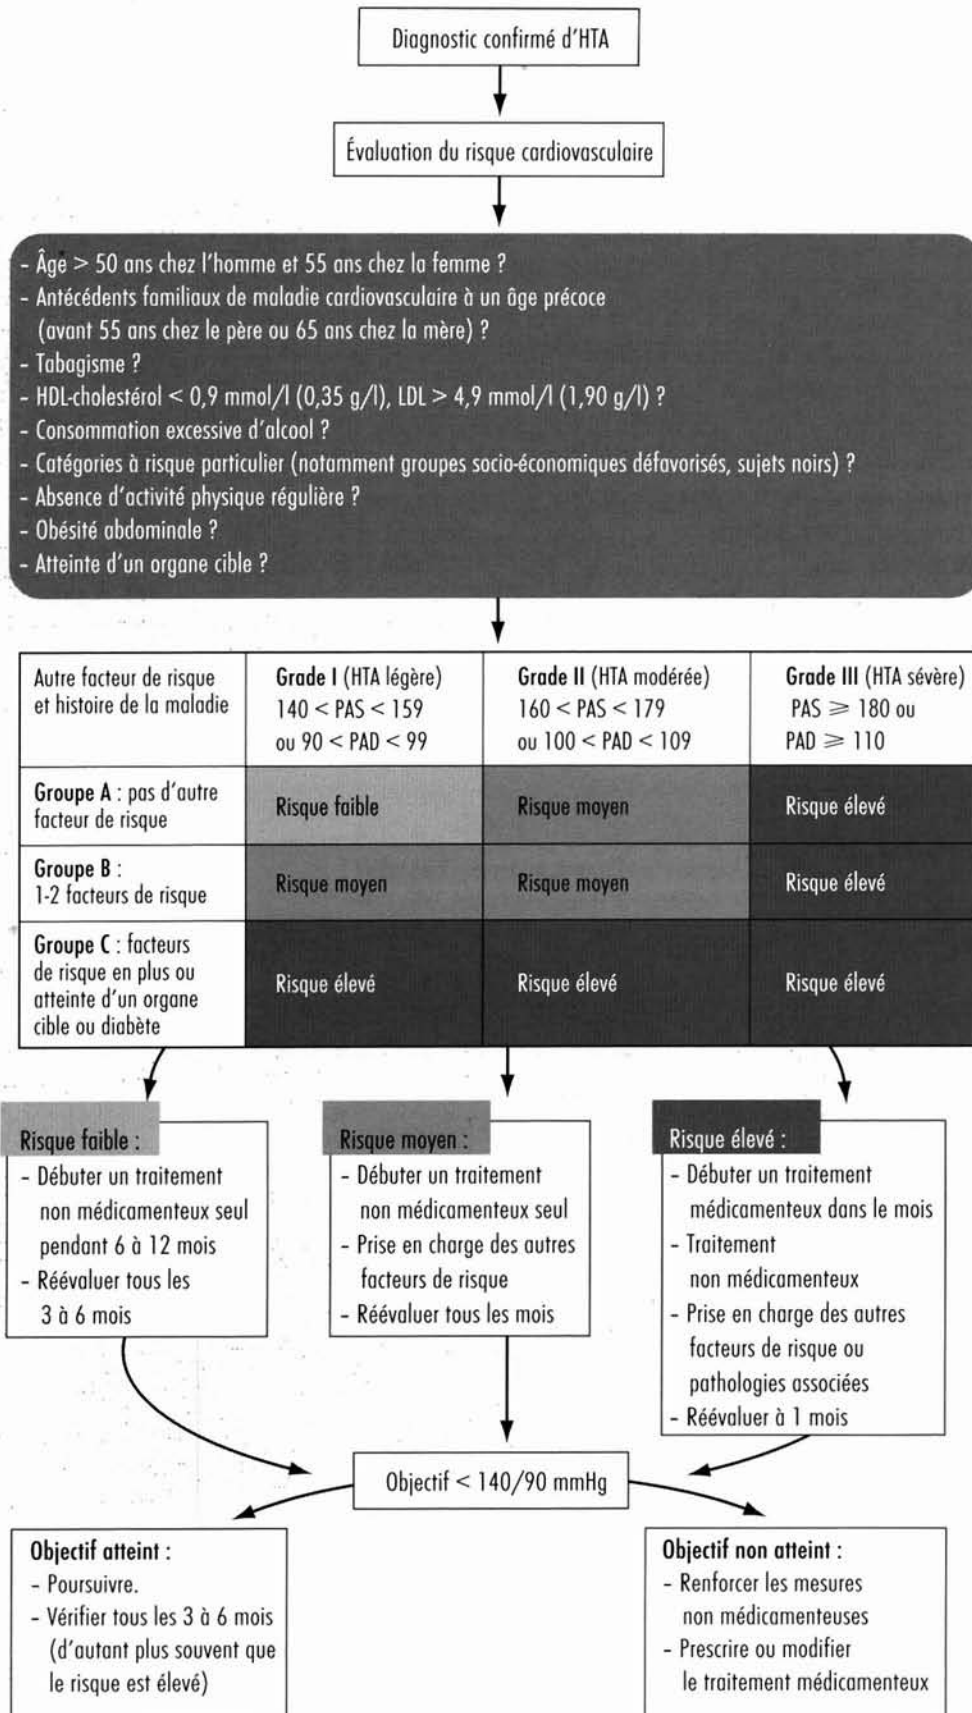 Diagnostic confirmé d'HTA
Évaluation du risque cardiovasculaire
- Âge > 50 ans chez l'homme et 55 ans chez la femme ?
- Antécédents familiaux de maladie cardiovasculaire à un âge précoce
(avant 55 ans chez le père ou 65 ans chez la mère) ?
- Tabagisme ?
- HDL-cholestérol < 0,9 mmol/l (0,35 g/l), LDL > 4,9 mmol/l (1,90 g/l) ?
- Consommation excessive d'alcool ?
- Catégories à risque particulier (notamment groupes socio-économiques défavorisés, sujets noirs) ?
- Absence d'activité physique régulière ?
- Obésité abdominale ?
- Atteinte d'un organe cible ?
Autre facteur de risque
et histoire de la maladie
Grade I (HTA légère)
140 < PAS < 159
ou 90 < PAD < 99
Grade II (HTA modérée)
160 < PAS < 179
ou 100 < PAD < 109
Grade III (HTA sévère)
PAS ⩾ 180 ou
PAD ⩾ 110
Groupe A : pas d'autre
facteur de risque
Risque faible
Risque moyen
Risque élevé
Groupe B :
1-2 facteurs de risque
Risque moyen
Risque moyen
Risque élevé
Groupe C : facteurs
de risque en plus ou
atteinte d'un organe
cible ou diabète
Risque élevé
Risque élevé
Risque élevé
Risque faible :
- Débuter un traitement
non médicamenteux seul
pendant 6 à 12 mois
- Réévaluer tous les
3 à 6 mois
Risque moyen :
- Débuter un traitement
non médicamenteux seul
- Prise en charge des autres
facteurs de risque
- Réévaluer tous les mois
Risque élevé :
- Débuter un traitement
médicamenteux dans le mois
- Traitement
non médicamenteux
- Prise en charge des autres
facteurs de risque ou
pathologies associées
- Réévaluer à 1 mois
Objectif < 140/90 mmHg
Objectif atteint :
- Poursuivre.
- Vérifier tous les 3 à 6 mois
(d'autant plus souvent que
le risque est élevé)
Objectif non atteint :
- Renforcer les mesures
non médicamenteuses
- Prescrire ou modifier
le traitement médicamenteux